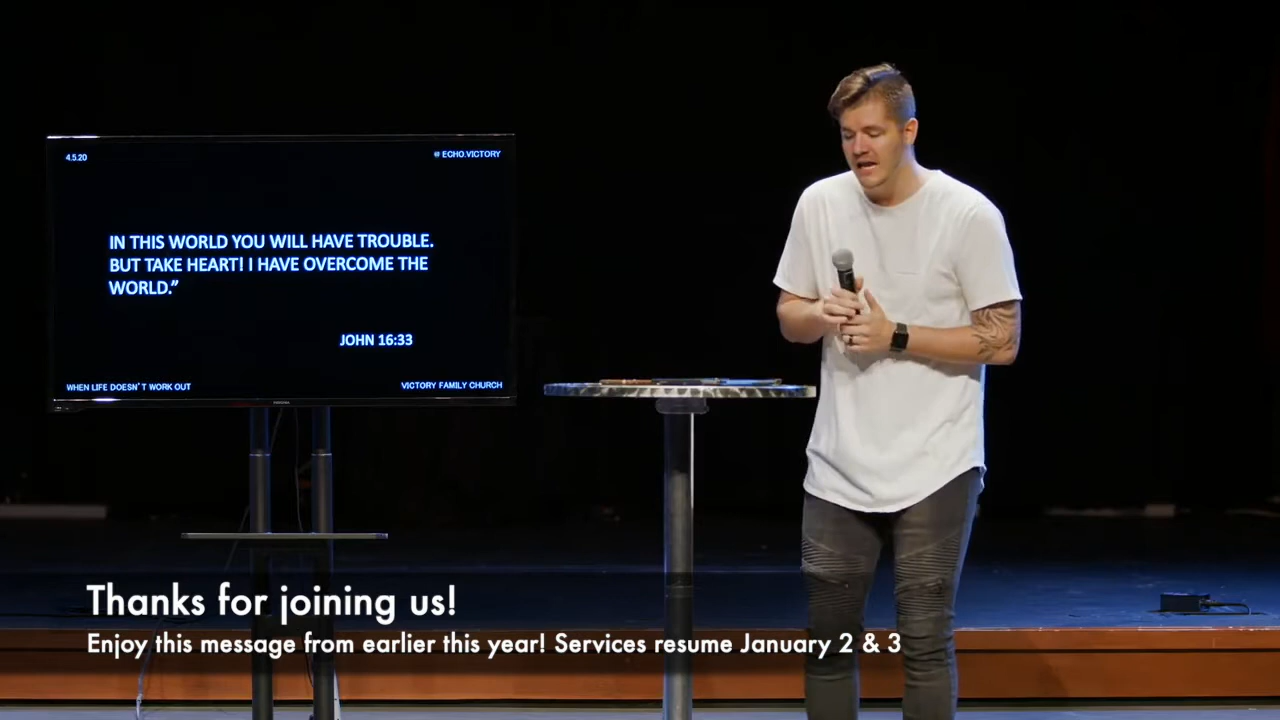 4.5.20
@ ECHO.VICTORY
IN THIS WORLD YOU WILL HAVE TROUBLE.
BUT TAKE HEART! I HAVE OVERCOME THE
WORLD.”
JOHN 16:33
WHEN LIFE DOESN'T WORK OUT
VICTORY FAMILY CHURCH
Thanks for joining us!
Enjoy this message from earlier this year! Services resume January 2 & 3